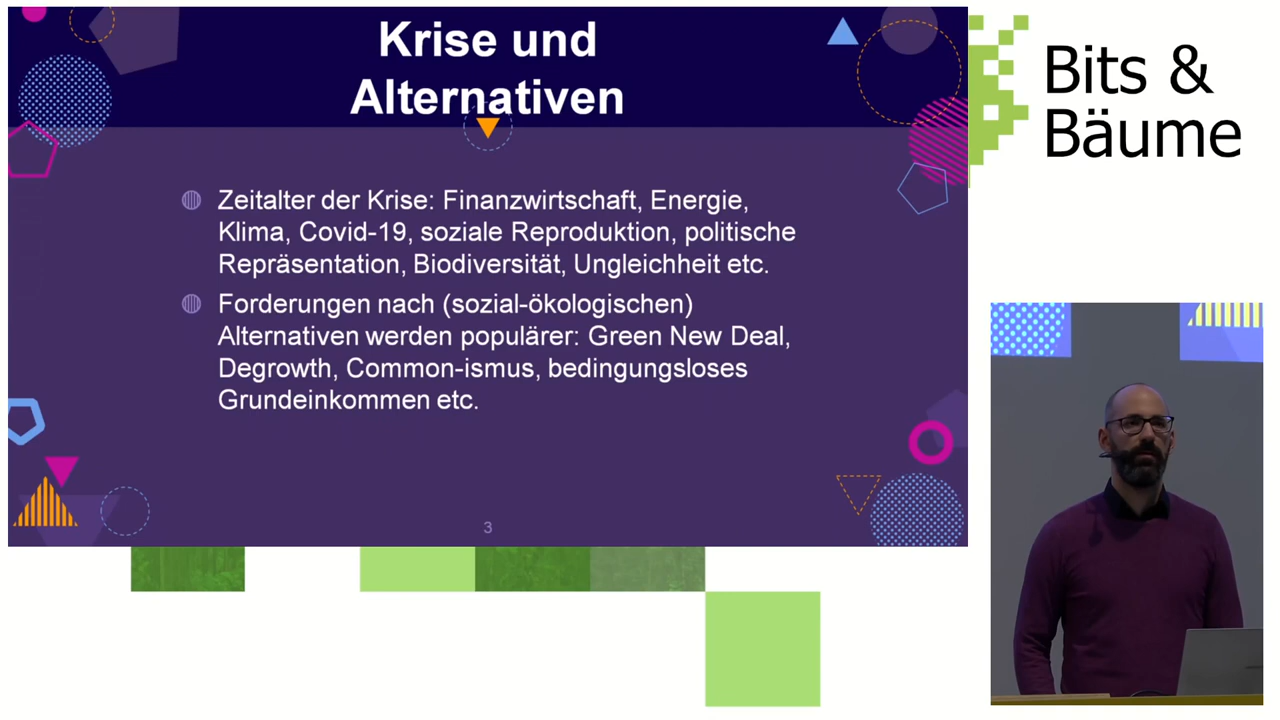 Krise und
Alternativen
Zeitalter der Krise: Finanzwirtschaft, Energie,
Klima, Covid-19, soziale Reproduktion, politische
Repräsentation, Biodiversität, Ungleichheit etc.
Forderungen nach (sozial-ökologischen)
Alternativen werden populärer: Green New Deal,
Degrowth, Common-ismus, bedingungsloses
Grundeinkommen etc.
3
Bits &
Bäume